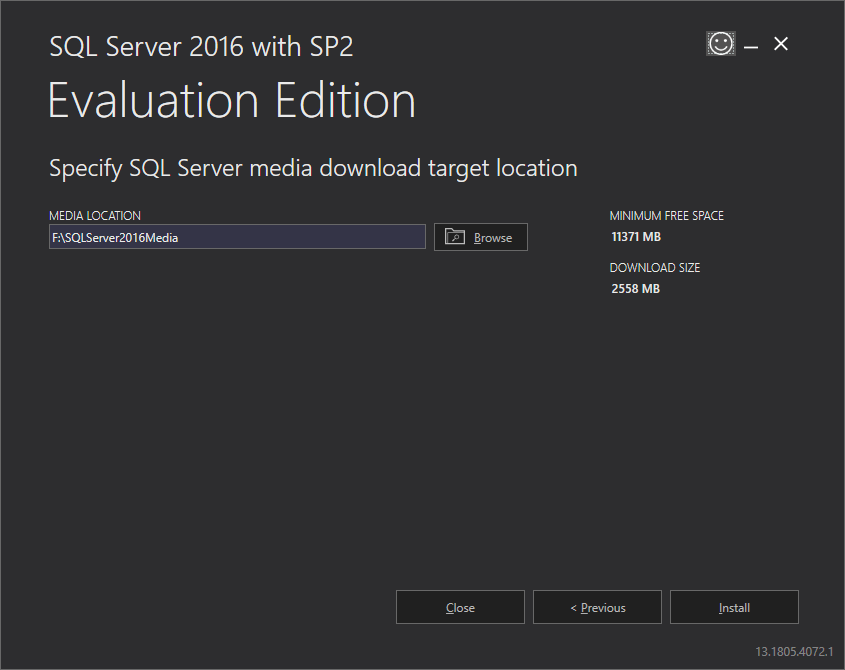 SQL Server 2016 with SP2
Evaluation Edition
Specify SQL Server media download target location
MEDIA LOCATION
F:\SQLServer2016Media
Browse
MINIMUM FREE SPACE
11371 MB
DOWNLOAD SIZE
2558 MB
Close
< Previous
Install
13.1805.4072.1